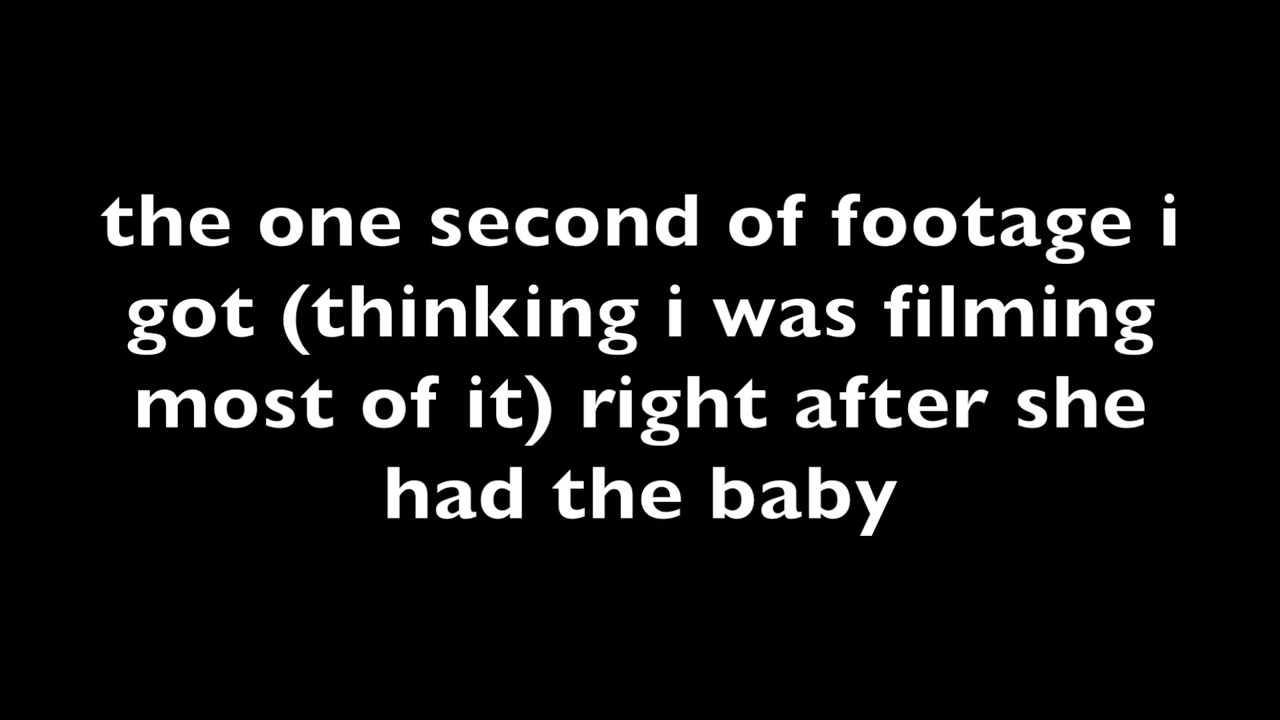 the one second of footage i
got (thinking i was filming
most of it) right after she
had the baby